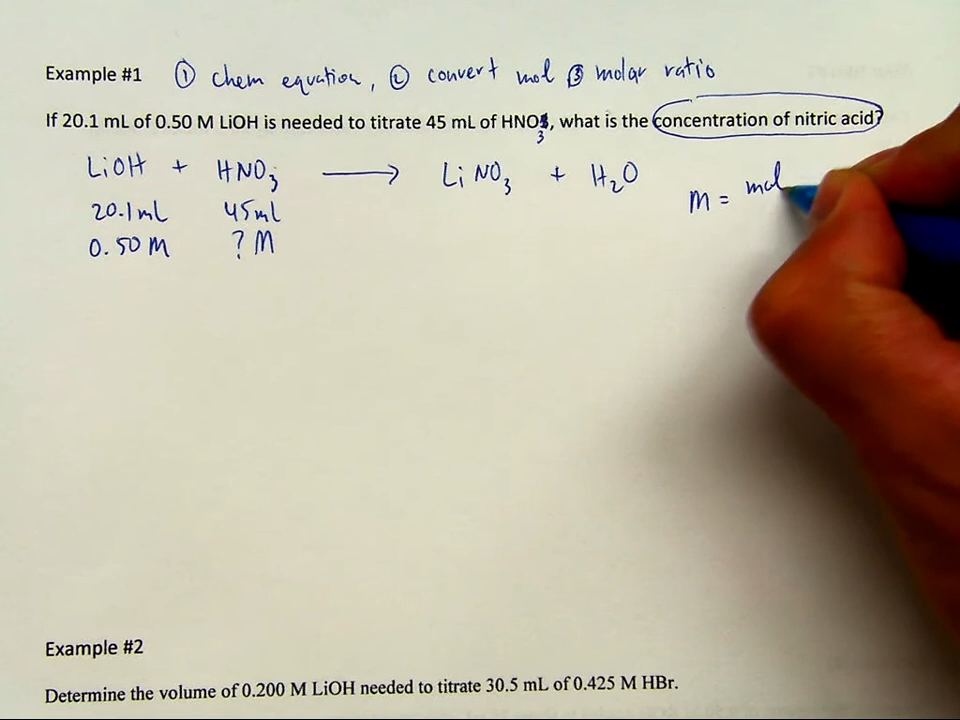 Example #1 ① chem equation, ② convert mol ③ molar ratio
If 20.1 mL of 0.50 M LiOH is needed to titrate 45 mL of HNO3, what is the concentration of nitric acid?
LiOH + HNO3 ⟶ LiNO3 + H2O
M = mol
20.1mL 45ml
0.50M ? M
Example #2
Determine the volume of 0.200 M LiOH needed to titrate 30.5 mL of 0.425 M HBr.